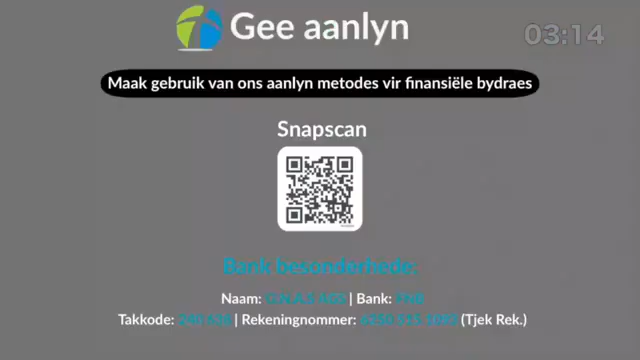 Gee aanlyn
03:14
Maak gebruik van ons aanlyn metodes vir finansiële bydraes
Snapscan
Bank besonderhede:
Naam: | Bank: FNB
Takkode: | Rekeningnommer: (Tjek Rek.)